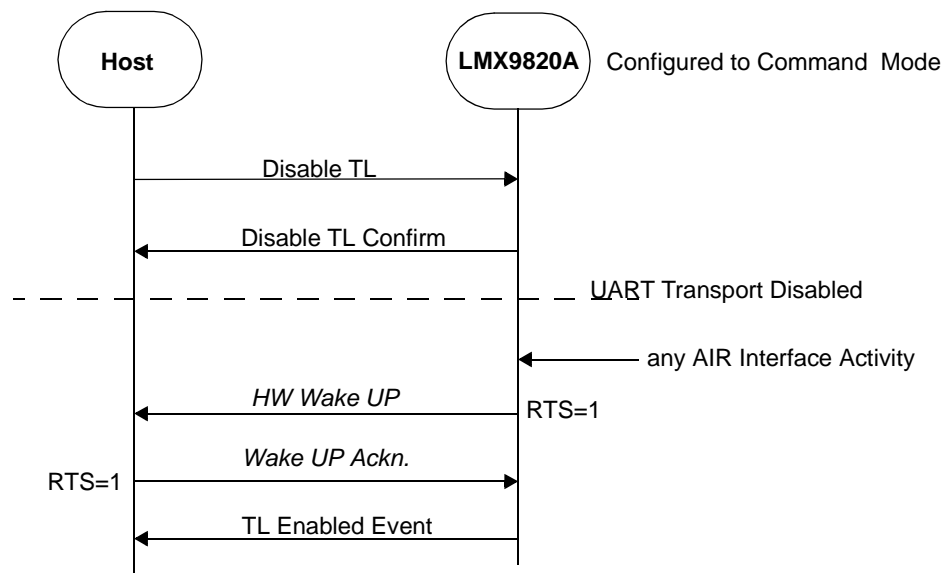 Host
LMX9820A
Configured to Command Mode
Disable TL
Disable TL Confirm
UART Transport Disabled
any AIR Interface Activity
HW Wake UP
RTS=1
Wake UP Ackn.
RTS=1
TL Enabled Event